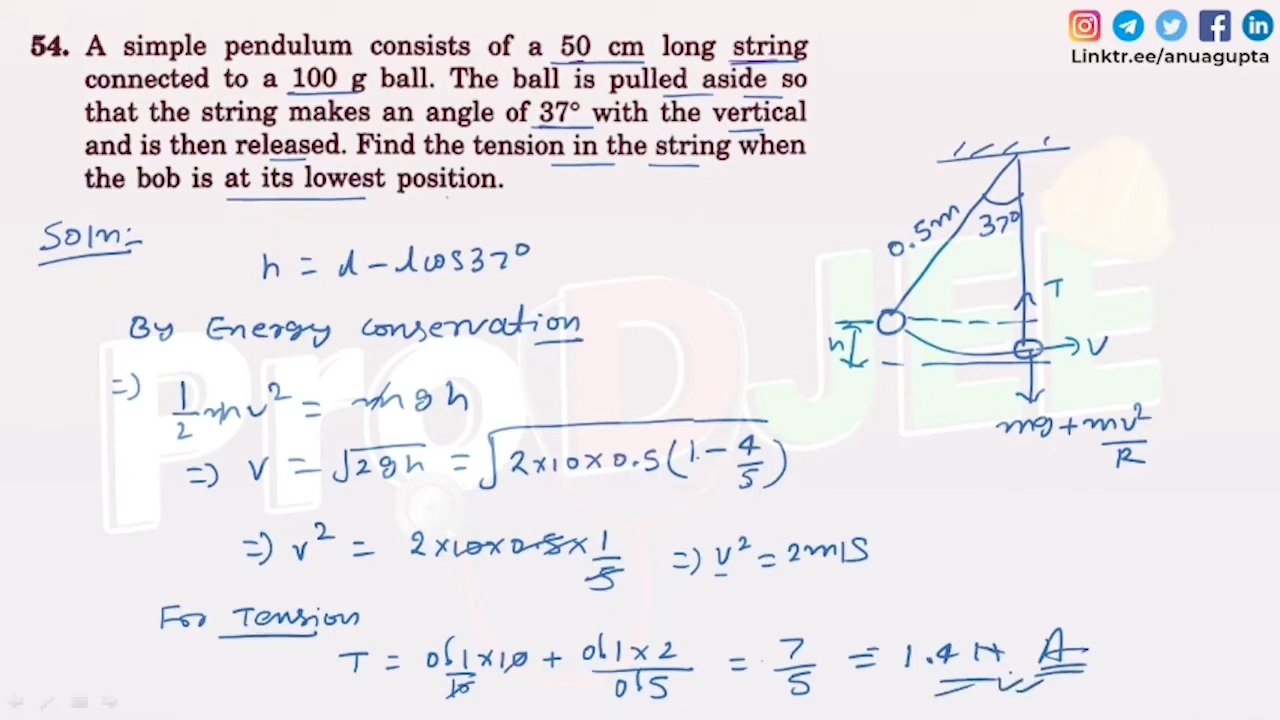 Linktr.ee/anuagupta
54. A simple pendulum consists of a 50 cm long string
connected to a 100 g ball. The ball is pulled aside so
that the string makes an angle of 37° with the vertical
and is then released. Find the tension in the string when
the bob is at its lowest position.
Soln:-
h = l - l cos37°
By Energy conservation
=) 1/2 mv² = mgh
=) v = √2gh = √2×10×0.5(1-4/5)
=) v² = 2×10×0.5×1/5 =) v² = 2m/s
For Tension
T = 0.1/10×10 + 0.1×2/0.5 = 7/5 = 1.4 N. A
0.5m
37°
T
h
V
mg + mv²/R
ProDJEE